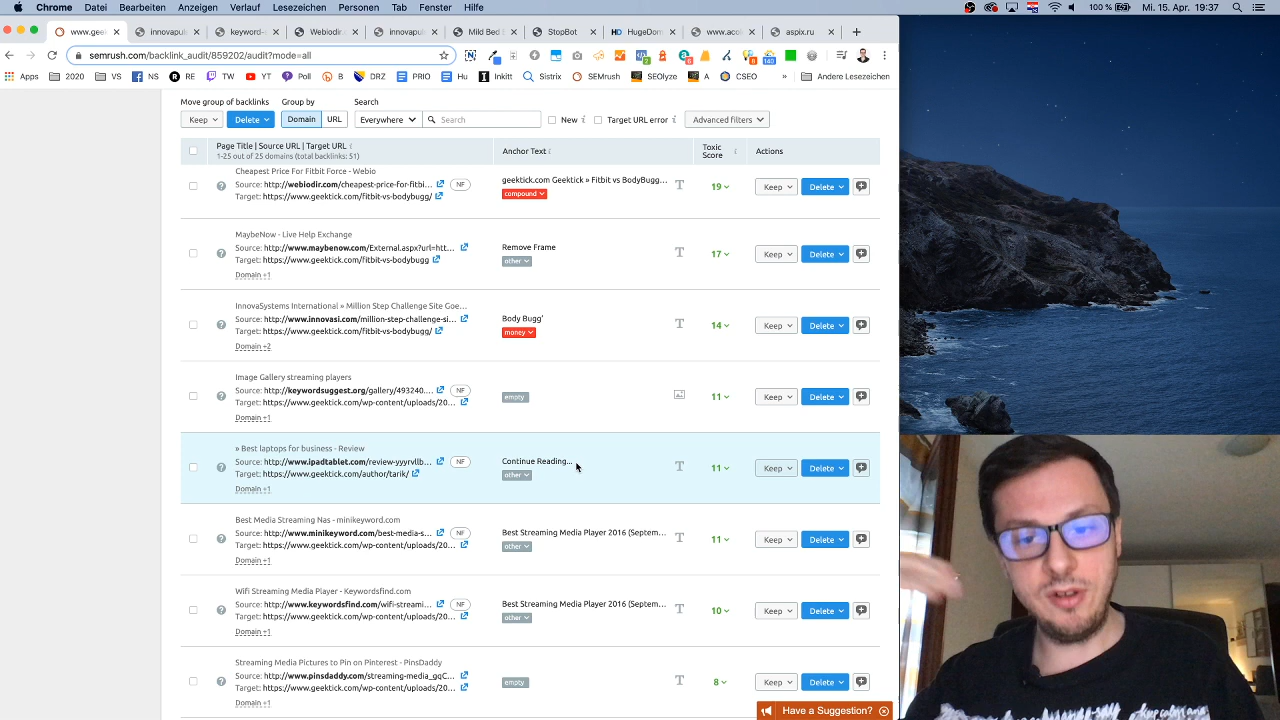 Chrome Datei Bearbeiten Anzeigen Verlauf Lesezeichen Personen Tab Fenster Hilfe 100 % Mi. 15. Apr. 19:37
www.gee innovapul keyword- Webiodir.c innovapul Mild Bed B StopBot HugeDom www.aco aspix.ru
semrush.com/backlink_audit/859202/audit?mode=all
Apps 2020 VS NS RE TW YT Poll B DRZ PRIO Hu Inkitt Sistrix SEMrush SEOlyze A CSEO » Andere Lesezeichen
Move group of backlinks Group by Search
Keep Delete Domain URL Everywhere Search New Target URL error Advanced filters
Page Title | Source URL | Target URL Anchor Text Toxic Score Actions
1-25 out of 25 domains (total backlinks: 51)
Cheapest Price For Fitbit Force - Webio
Source: http://webiodir.com/cheapest-price-for-fitbi... NF geektick.com Geektick » Fitbit vs BodyBugg... 19 Keep Delete
Target: https://www.geektick.com/fitbit-vs-bodybugg/ compound
MaybeNow - Live Help Exchange
Source: http://www.maybenow.com/External.aspx?url=htt... Remove Frame 17 Keep Delete
Target: https://www.geektick.com/fitbit-vs-bodybugg other
Domain +1
InnovaSystems International » Million Step Challenge Site Goe...
Source: http://www.innovasi.com/million-step-challenge-si... Body Bugg' 14 Keep Delete
Target: https://www.geektick.com/fitbit-vs-bodybugg/ money
Domain +2
Image Gallery streaming players
Source: http://keywordsuggest.org/gallery/493240.... NF empty 11 Keep Delete
Target: https://www.geektick.com/wp-content/uploads/20...
Domain +1
» Best laptops for business - Review
Source: http://www.ipadtablet.com/review-yyyrvllb... NF Continue Reading... 11 Keep Delete
Target: https://www.geektick.com/author/tarik/ other
Domain +1
Best Media Streaming Nas - minikeyword.com
Source: http://www.minikeyword.com/best-media-s... NF Best Streaming Media Player 2016 (Septem... 11 Keep Delete
Target: https://www.geektick.com/wp-content/uploads/20... other
Domain +1
Wifi Streaming Media Player - Keywordsfind.com
Source: http://www.keywordsfind.com/wifi-streami... NF Best Streaming Media Player 2016 (Septem... 10 Keep Delete
Target: https://www.geektick.com/wp-content/uploads/20... other
Domain +1
Streaming Media Pictures to Pin on Pinterest - PinsDaddy
Source: http://www.pinsdaddy.com/streaming-media_gqC... empty 8 Keep Delete
Target: https://www.geektick.com/wp-content/uploads/20...
Domain +1
Have a Suggestion?